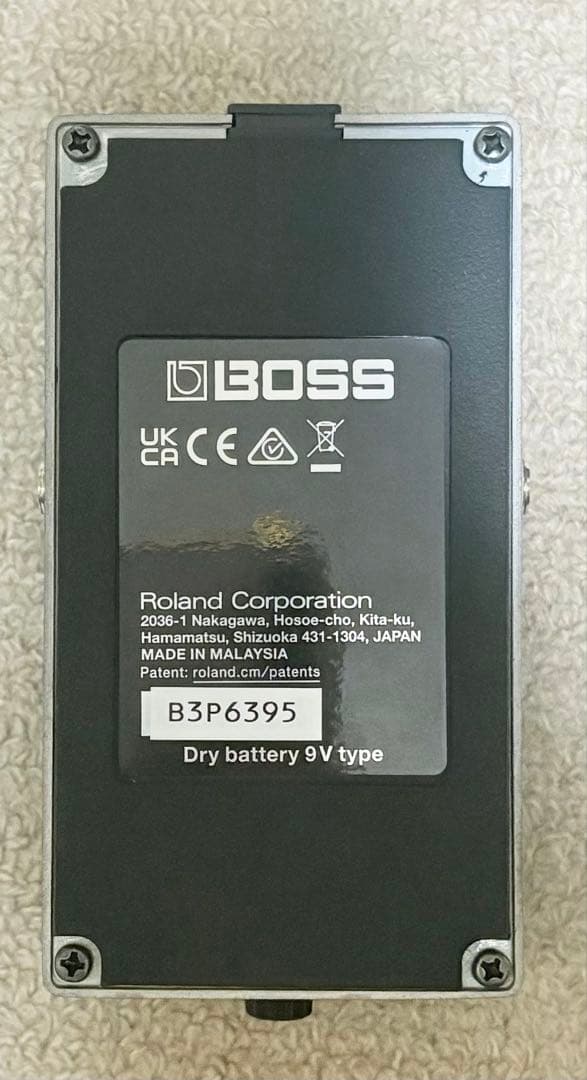 BOSS
UK
CA CE
Roland Corporation
2036-1 Nakagawa, Hosoe-cho, Kita-ku,
Hamamatsu, Shizuoka 431-1304, JAPAN
MADE IN MALAYSIA
Patent: roland.cm/patents
B3P6395
Dry battery 9V type